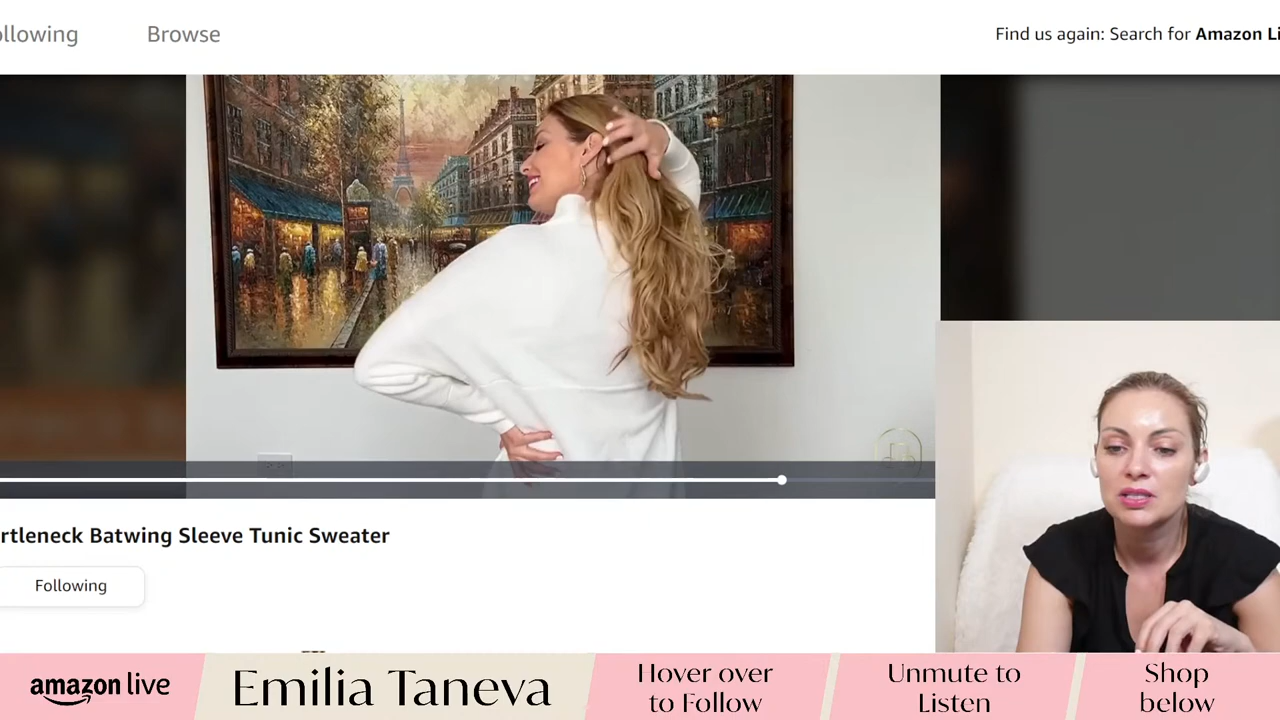 ollowing
Browse
Find us again: Search for Amazon Li
rtleneck Batwing Sleeve Tunic Sweater
Following
amazon live
Emilia Taneva
Hover over
to Follow
Unmute to
Listen
Shop
below